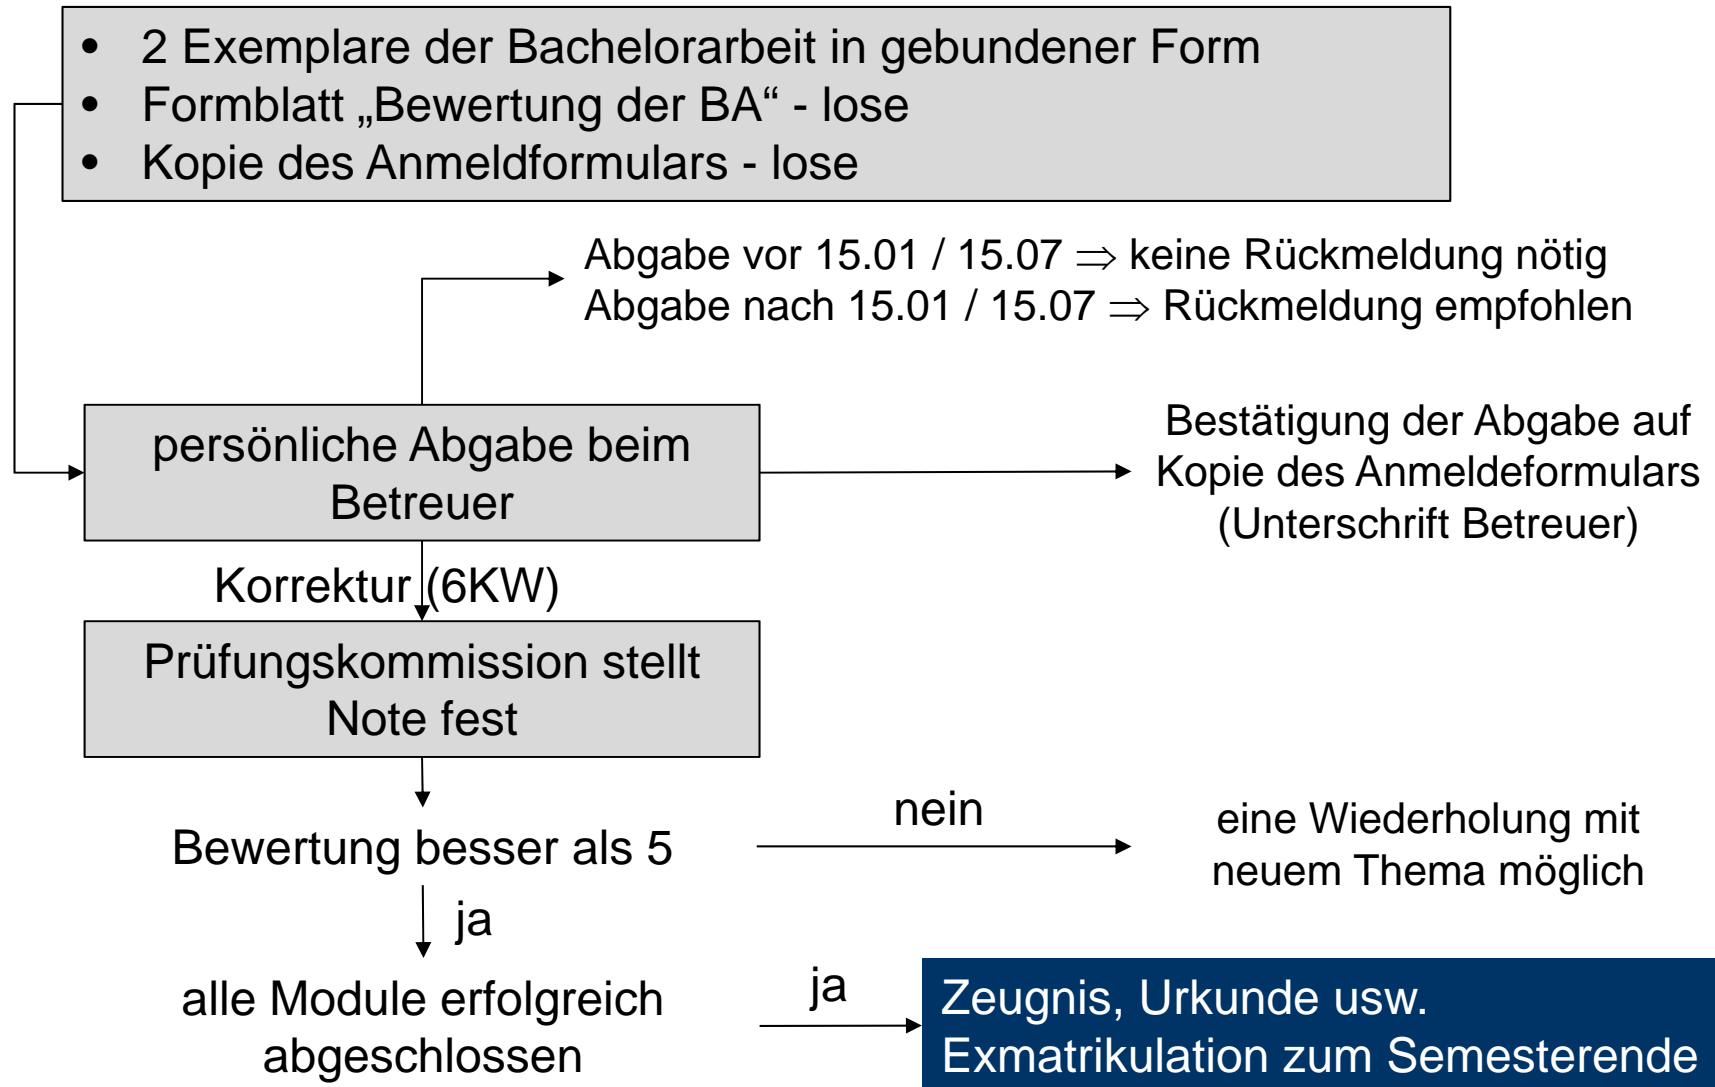 • 2 Exemplare der Bachelorarbeit in gebundener Form
• Formblatt „Bewertung der BA“ - lose
• Kopie des Anmeldformulars - lose
Abgabe vor 15.01 / 15.07 ⇒ keine Rückmeldung nötig
Abgabe nach 15.01 / 15.07 ⇒ Rückmeldung empfohlen
persönliche Abgabe beim
Betreuer
Bestätigung der Abgabe auf
Kopie des Anmeldeformulars
(Unterschrift Betreuer)
Korrektur (6KW)
Prüfungskommission stellt
Note fest
Bewertung besser als 5
nein
eine Wiederholung mit
neuem Thema möglich
ja
alle Module erfolgreich
abgeschlossen
ja
Zeugnis, Urkunde usw.
Exmatrikulation zum Semesterende